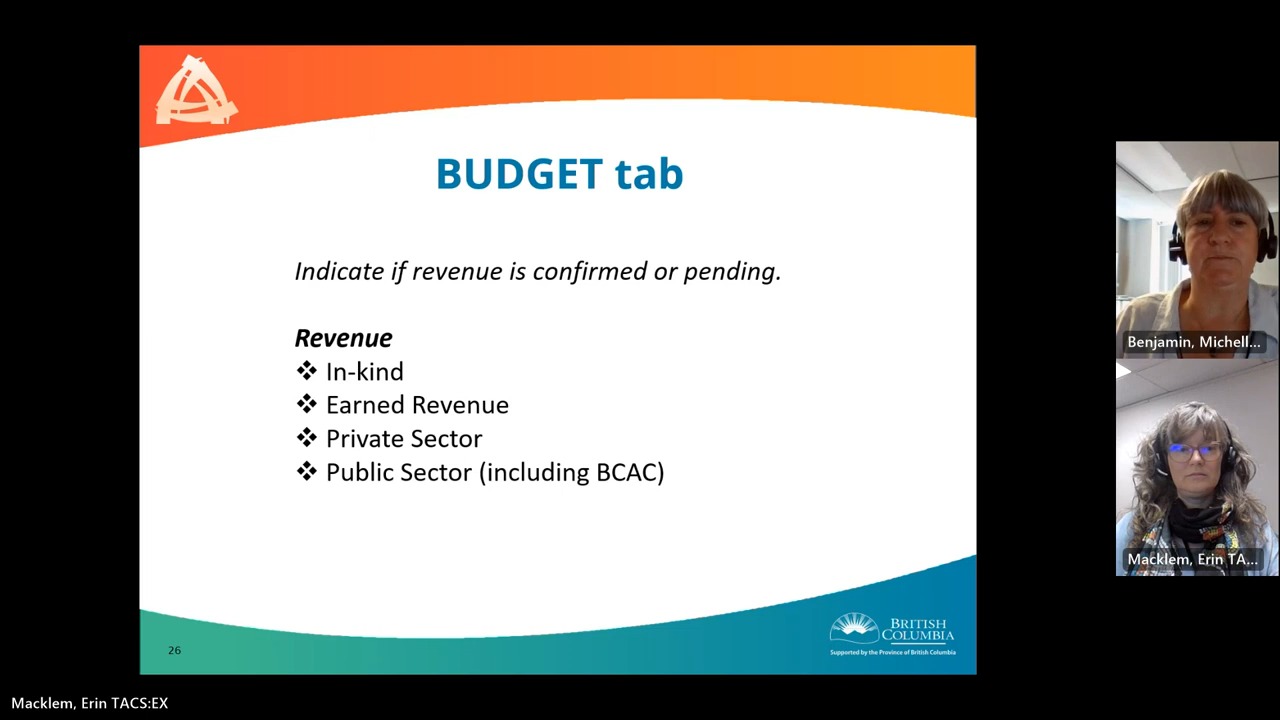 BUDGET tab
Indicate if revenue is confirmed or pending.
Revenue
❖ In-kind
❖ Earned Revenue
❖ Private Sector
❖ Public Sector (including BCAC)
26
BRITISH
COLUMBIA
Supported by the Province of British Columbia
Benjamin, Michell...
Macklem, Erin TA...
Macklem, Erin TACS:EX